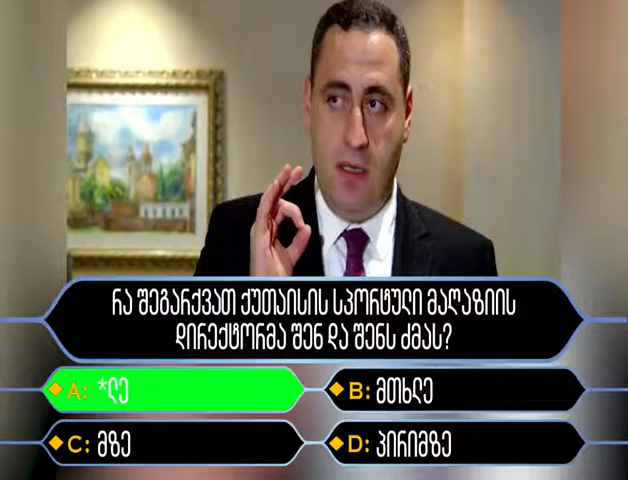 რა შეგარქვათ ქუთაისის სპორტული მაღაზიის
დირექტორმა შენ და შენს ძმას?
A: *ლე
B: მთხლე
C: მზე
D: პირიმზე